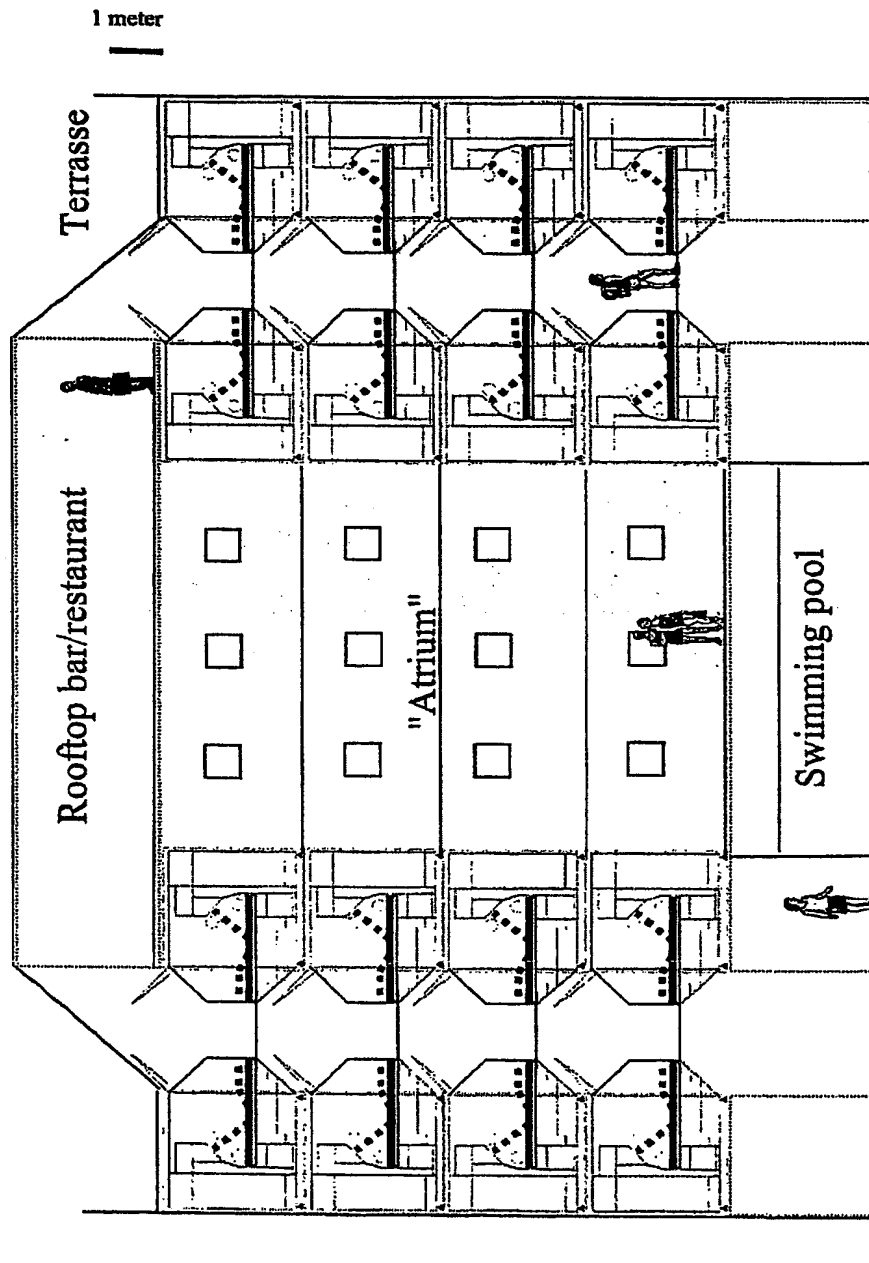 1 meter
Terrasse
Rooftop bar/restaurant
"Atrium"
Swimming pool